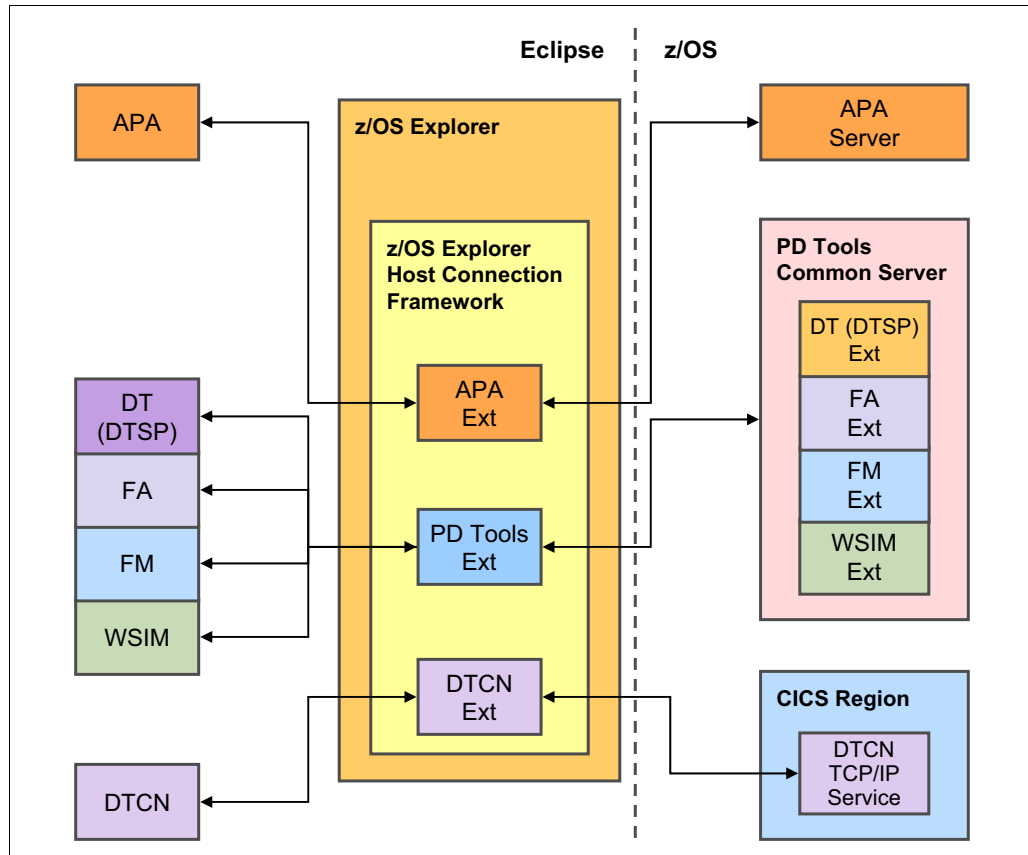 Eclipse
z/OS
APA
z/OS Explorer
APA
Server
z/OS Explorer
Host Connection
Framework
PD Tools
Common Server
DT (DTSP)
Ext
APA
Ext
DT
(DTSP)
FA
Ext
FA
FM
Ext
PD Tools
Ext
FM
WSIM
Ext
WSIM
DTCN
Ext
CICS Region
DTCN
TCP/IP
Service
DTCN